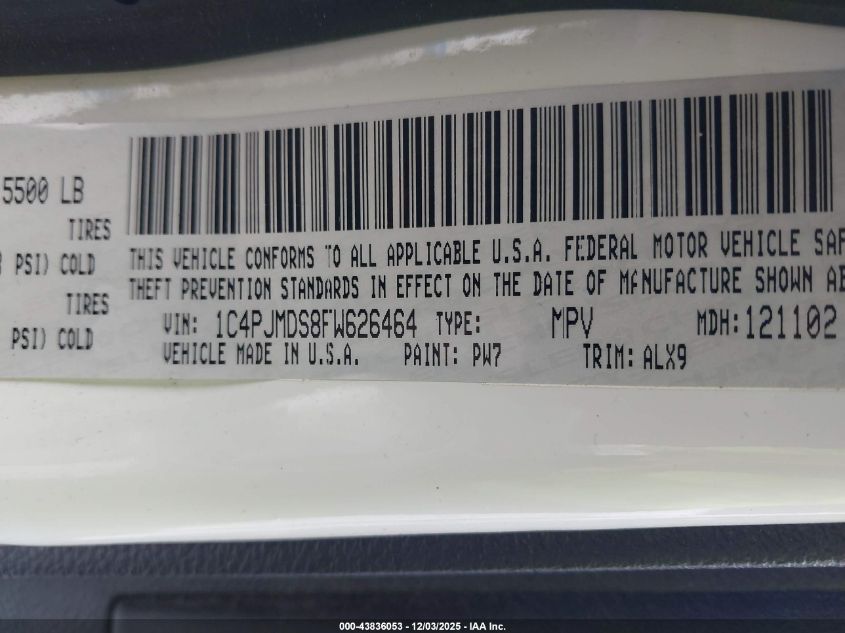 5500 LB
TIRES
PSI) COLD
TIRES
PSI) COLD
THIS VEHICLE CONFORMS TO ALL APPLICABLE U.S.A. FEDERAL MOTOR VEHICLE SAF
THEFT PREVENTION STANDARDS IN EFFECT ON THE DATE OF MANUFACTURE SHOWN AB
VIN: 1C4PJMDS8FW626464 TYPE: MPV MDH:121102
VEHICLE MADE IN U.S.A. PAINT: PW7 TRIM: ALX9
000-43836053 - 12/03/2025 - IAA Inc.